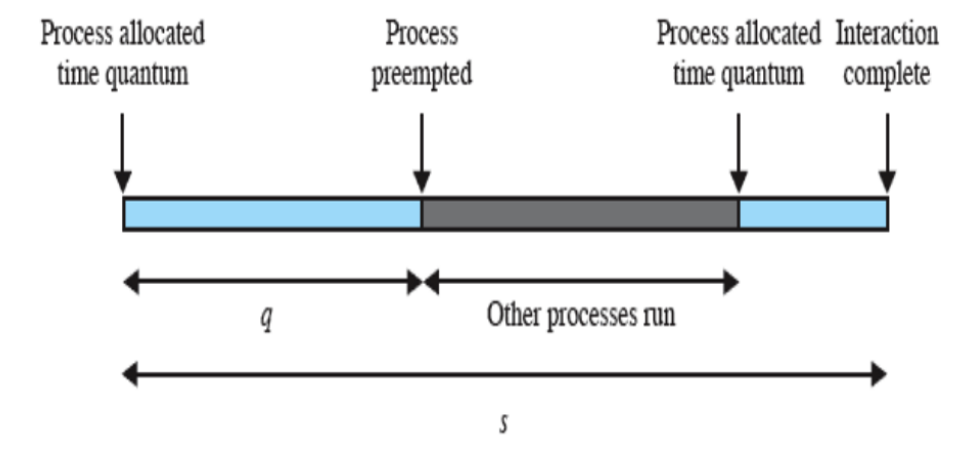 Process allocated
time quantum
Process
preempted
Process allocated
time quantum
Interaction
complete
q
Other processes run
s